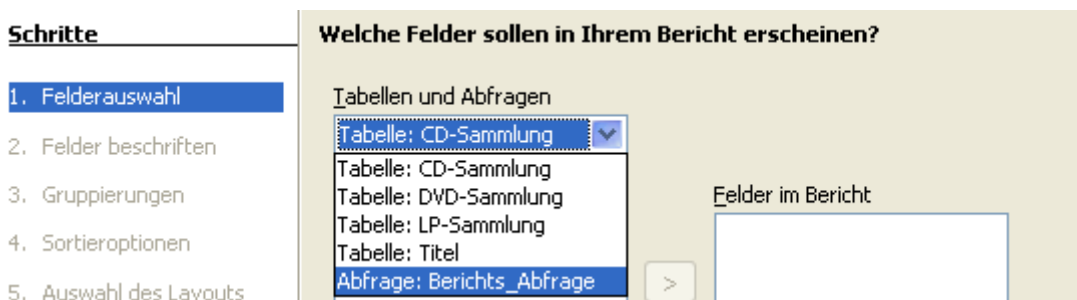 Schritte
1. Felderauswahl
2. Felder beschriften
3. Gruppierungen
4. Sortieroptionen
5. Auswahl des Layouts
Welche Felder sollen in Ihrem Bericht erscheinen?
Tabellen und Abfragen
Tabelle: CD-Sammlung
Tabelle: CD-Sammlung
Tabelle: DVD-Sammlung
Tabelle: LP-Sammlung
Tabelle: Titel
Abfrage: Berichts_Abfrage
>
Felder im Bericht